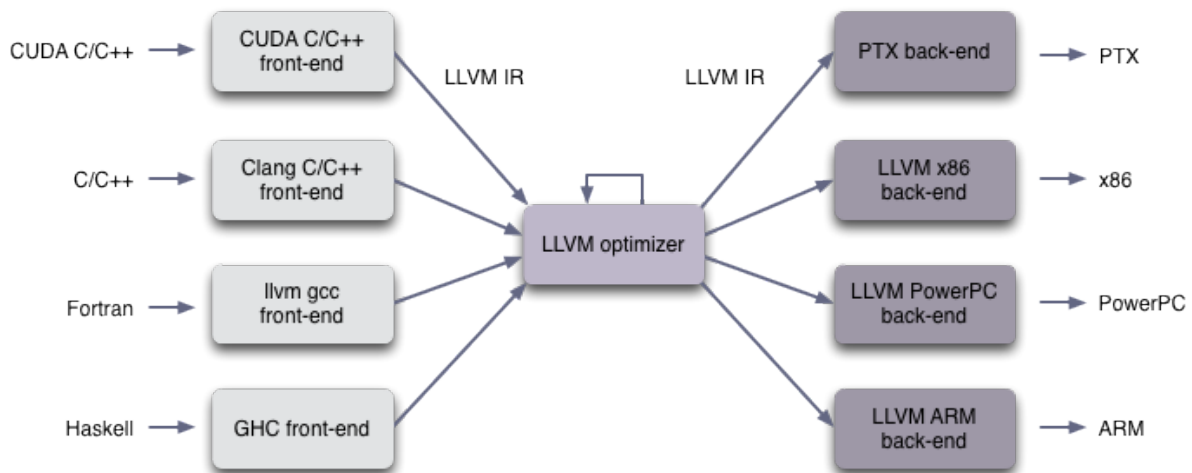 CUDA C/C++
CUDA C/C++
front-end
LLVM IR
LLVM IR
PTX back-end
PTX
C/C++
Clang C/C++
front-end
LLVM x86
back-end
x86
LLVM optimizer
Fortran
llvm gcc
front-end
LLVM PowerPC
back-end
PowerPC
Haskell
GHC front-end
LLVM ARM
back-end
ARM